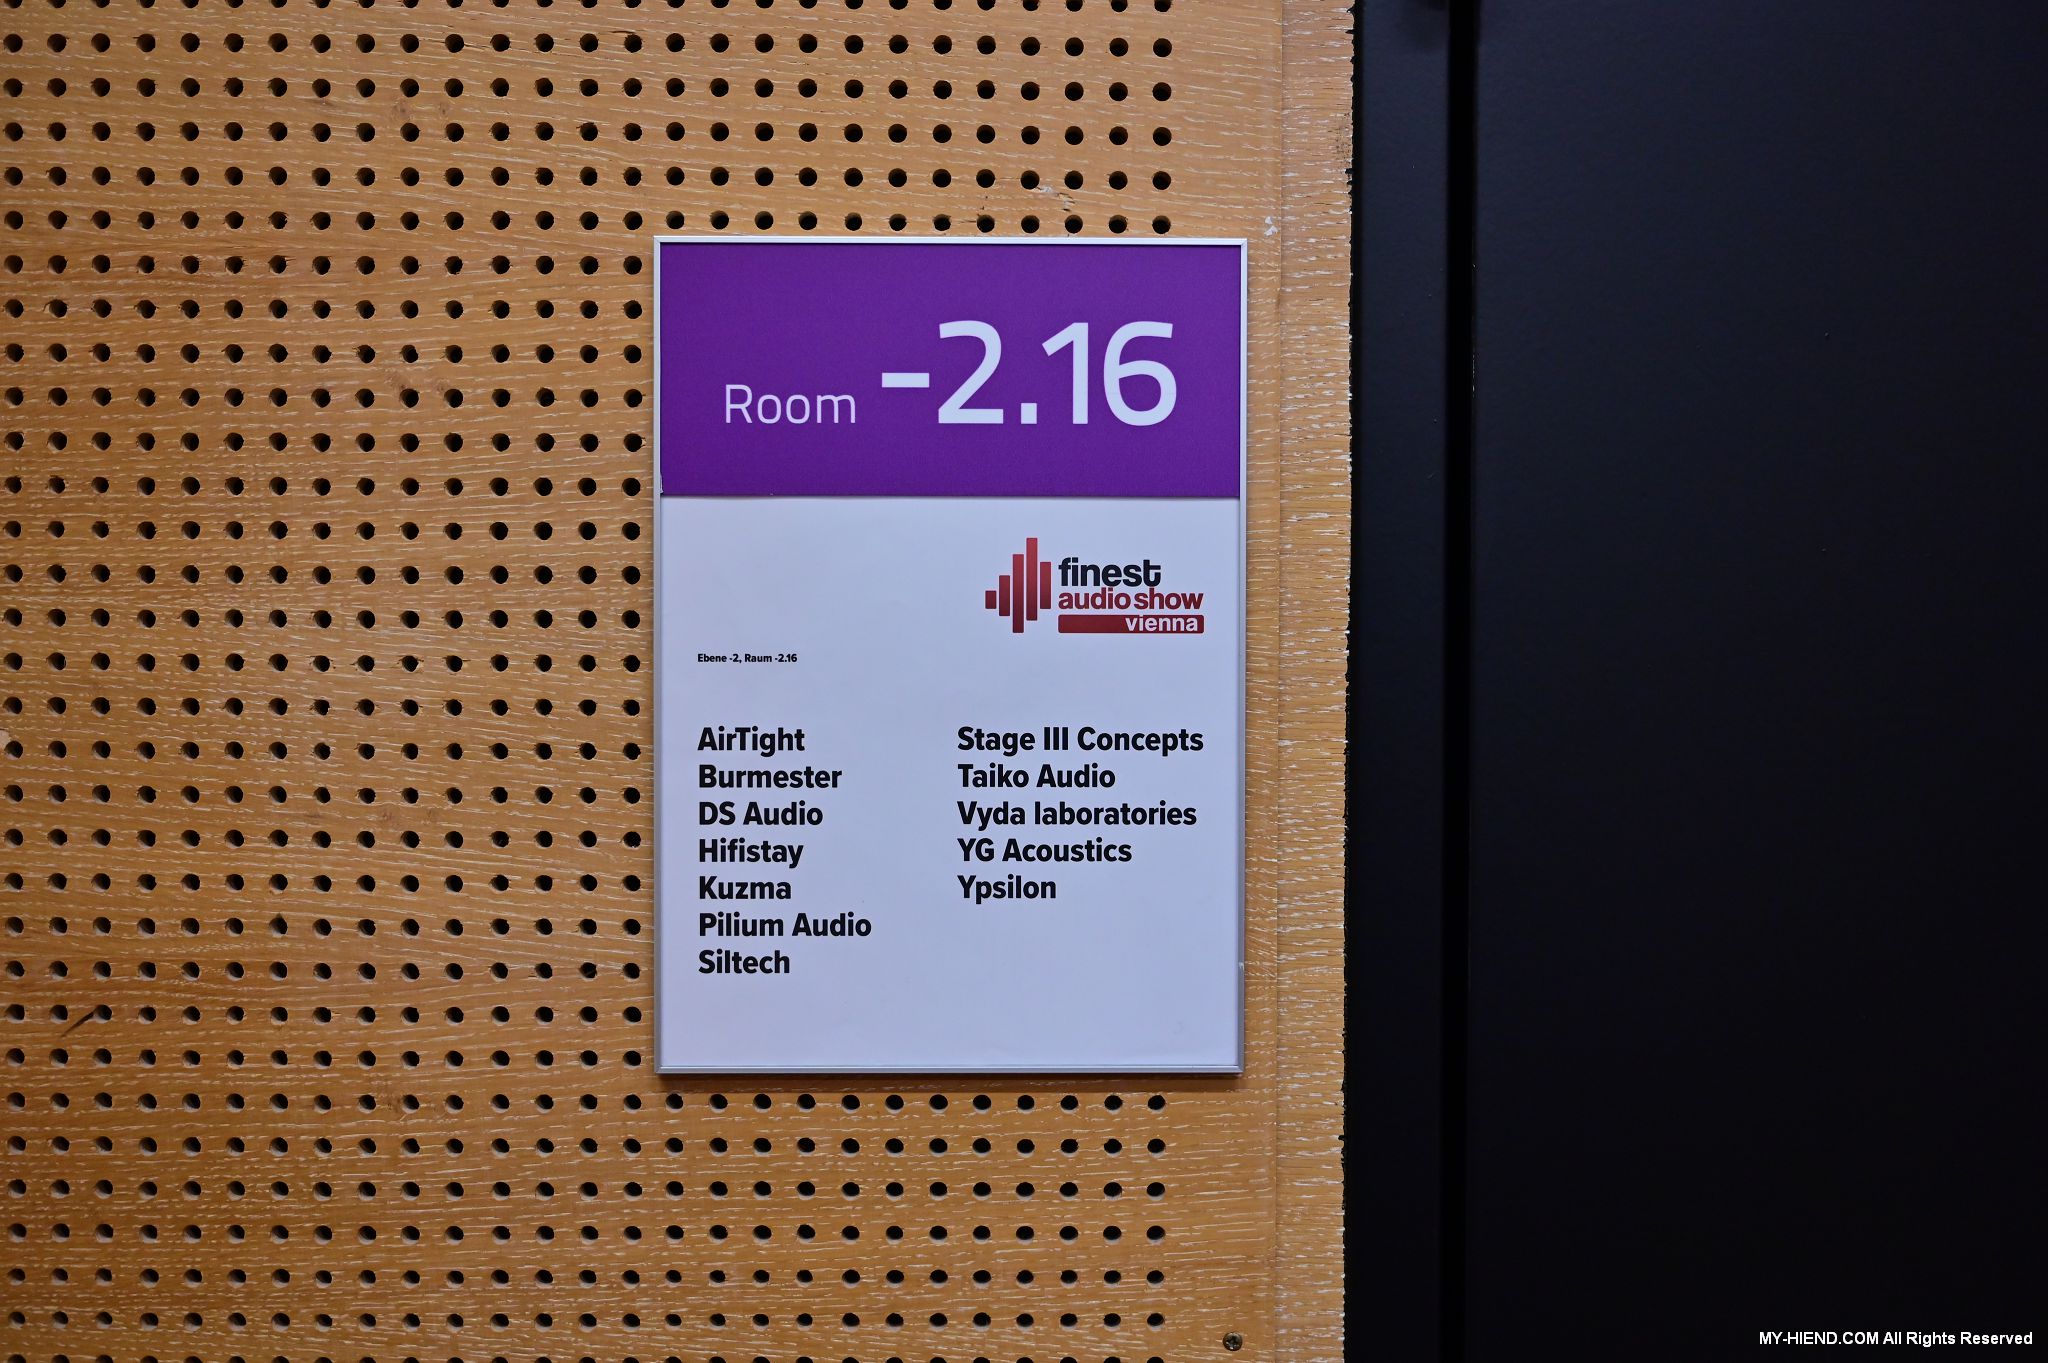 Room -2.16
finest
audio show
vienna
Ebene -2, Raum -2.16
AirTight
Burmester
DS Audio
Hifistay
Kuzma
Pilium Audio
Siltech
Stage III Concepts
Taiko Audio
Vyda laboratories
YG Acoustics
Ypsilon
MY-HIEND.COM All Rights Reserved